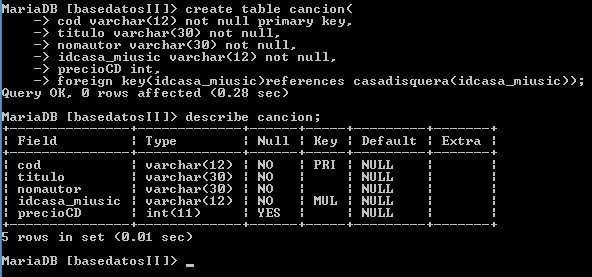 MariaDB [basedatosII]> create table cancion(
    -> cod varchar(12) not null primary key,
    -> titulo varchar(30) not null,
    -> nomautor varchar(30) not null,
    -> idcasa_miusic varchar(12) not null,
    -> precioCD int,
    -> foreign key(idcasa_miusic)references casadisquera(idcasa_miusic));
Query OK, 0 rows affected (0.28 sec)
MariaDB [basedatosII]> describe cancion;
+---------------+-------------+------+-----+---------+-------+
| Field         | Type        | Null | Key | Default | Extra |
+---------------+-------------+------+-----+---------+-------+
| cod           | varchar(12) | NO   | PRI | NULL    |       |
| titulo        | varchar(30) | NO   |     | NULL    |       |
| nomautor      | varchar(30) | NO   |     | NULL    |       |
| idcasa_miusic | varchar(12) | NO   | MUL | NULL    |       |
| precioCD      | int(11)     | YES  |     | NULL    |       |
+---------------+-------------+------+-----+---------+-------+
5 rows in set (0.01 sec)
MariaDB [basedatosII]> _